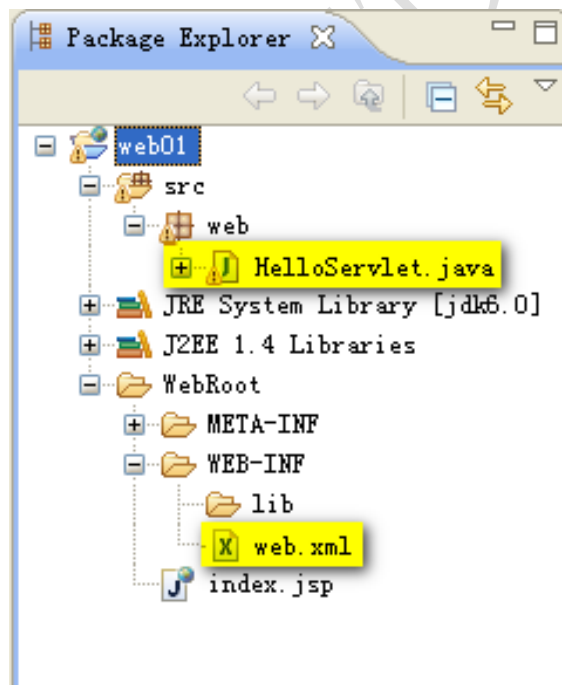 Package Explorer
web01
src
web
HelloServlet.java
JRE System Library [jdk6.0]
J2EE 1.4 Libraries
WebRoot
META-INF
WEB-INF
lib
web.xml
index.jsp